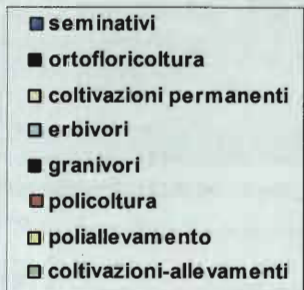 seminativi
ortofloricoltura
coltivazioni permanenti
erbivori
granivori
policoltura
poliallevamento
coltivazioni-allevamenti